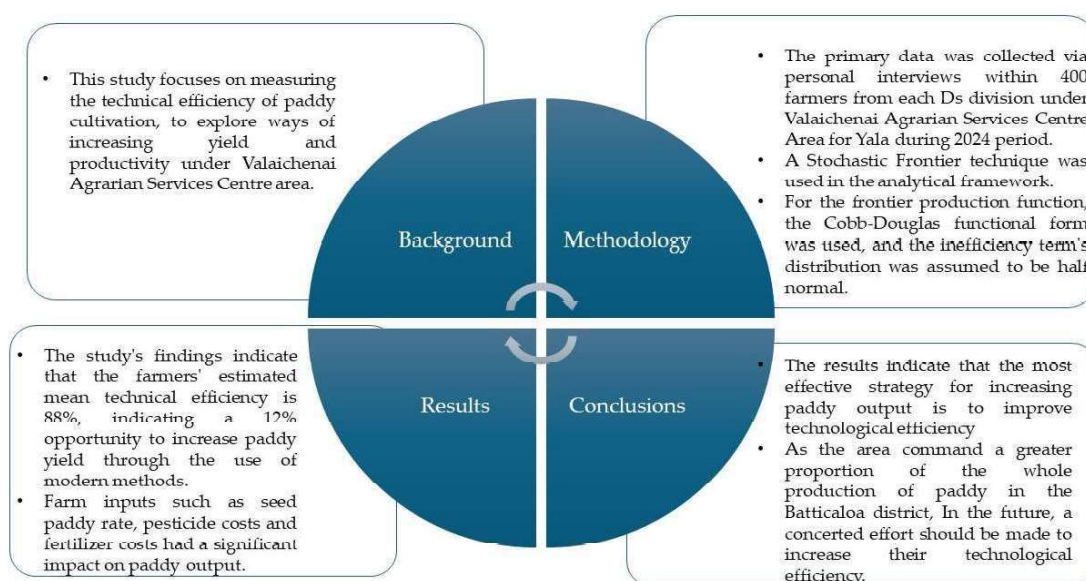 • This study focuses on measuring
the technical efficiency of paddy
cultivation, to explore ways of
increasing yield and
productivity under Valaichenai
Agrarian Services Centre area.
Background
Methodology
• The primary data was collected via
personal interviews within 400
farmers from each Ds division under
Valaichenai Agrarian Services Centre
Area for Yala during 2024 period.
• A Stochastic Frontier technique was
used in the analytical framework.
• For the frontier production function,
the Cobb-Douglas functional form
was used, and the inefficiency term's
distribution was assumed to be half
normal.
• The study's findings indicate
that the farmers' estimated
mean technical efficiency is
88%, indicating a 12%
opportunity to increase paddy
yield through the use of
modern methods.
• Farm inputs such as seed
paddy rate, pesticide costs and
fertilizer costs had a significant
impact on paddy output.
Results
Conclusions
• The results indicate that the most
effective strategy for increasing
paddy output is to improve
technological efficiency
• As the area command a greater
proportion of the whole
production of paddy in the
Batticaloa district, In the future, a
concerted effort should be made to
increase their technological
efficiency.